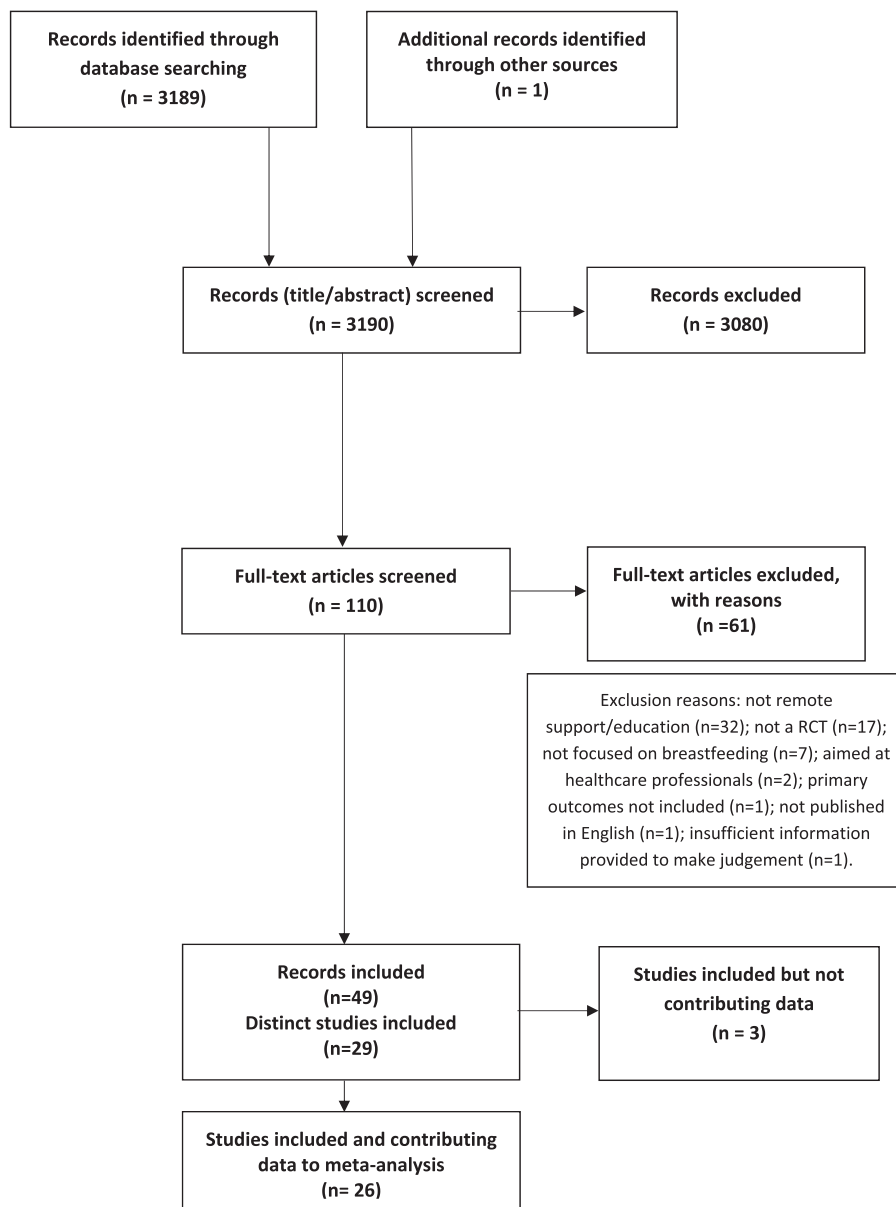 Records identified through
database searching
(n = 3189)
Additional records identified
through other sources
(n = 1)
Records (title/abstract) screened
(n = 3190)
Records excluded
(n = 3080)
Full-text articles screened
(n = 110)
Full-text articles excluded,
with reasons
(n =61)
Exclusion reasons: not remote
support/education (n=32); not a RCT (n=17);
not focused on breastfeeding (n=7); aimed at
healthcare professionals (n=2); primary
outcomes not included (n=1); not published
in English (n=1); insufficient information
provided to make judgement (n=1).
Records included
(n=49)
Distinct studies included
(n=29)
Studies included but not
contributing data
(n = 3)
Studies included and contributing
data to meta-analysis
(n= 26)